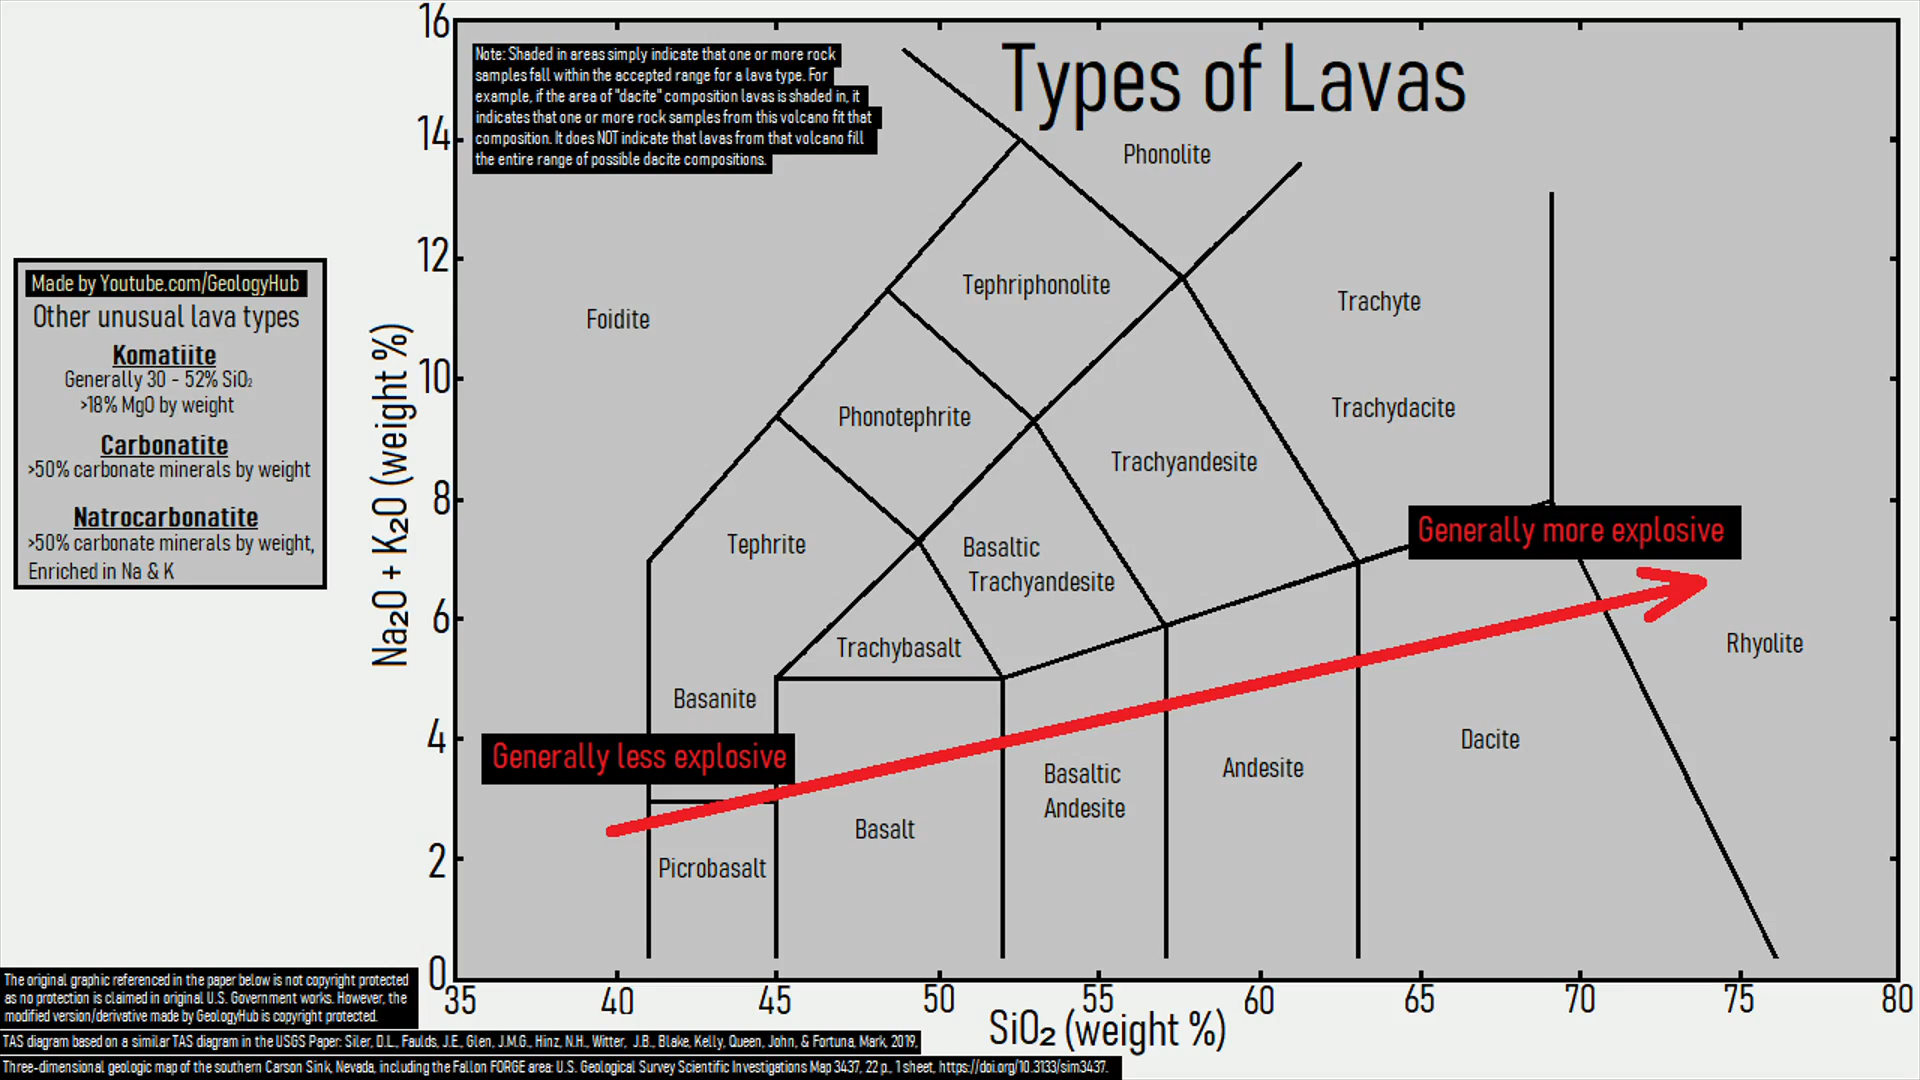 Types of Lavas
Note: Shaded in areas simply indicate that one or more rock
samples fall within the accepted range for a lava type. For
example, if the area of "dacite" composition lavas is shaded in, it
indicates that one or more rock samples from this volcano fit that
composition. It does NOT indicate that lavas from that volcano fill
the entire range of possible dacite compositions.
16
14
12
10
8
6
4
2
0
Na₂O + K₂O (weight %)
Phonolite
Tephriphonolite
Foidite
Trachyte
Trachydacite
Phonotephrite
Trachyandesite
Tephrite
Basaltic
Trachyandesite
Generally more explosive
Trachybasalt
Rhyolite
Basanite
Generally less explosive
Dacite
Basaltic
Andesite
Andesite
Basalt
Picrobasalt
35 40 45 50 55 60 65 70 75 80
SiO₂ (weight %)
Made by Youtube.com/GeologyHub
Other unusual lava types
Komatiite
Generally 30 - 52% SiO₂
>18% MgO by weight
Carbonatite
>50% carbonate minerals by weight
Natrocarbonatite
>50% carbonate minerals by weight,
Enriched in Na & K
The original graphic referenced in the paper below is not copyright protected
as no protection is claimed in original U.S. Government works. However, the
modified version/derivative made by GeologyHub is copyright protected.
TAS diagram based on a similar TAS diagram in the USGS Paper: Siler, D.L., Faulds, J.E., Glen, J.M.G., Hinz, N.H., Witter, J.B., Blake, Kelly, Queen, John, & Fortuna, Mark, 2019,
Three-dimensional geologic map of the southern Carson Sink, Nevada, including the Fallon FORGE area: U.S. Geological Survey Scientific Investigations Map 3437, 22 p., 1 sheet, https://doi.org/10.3133/sim3437.